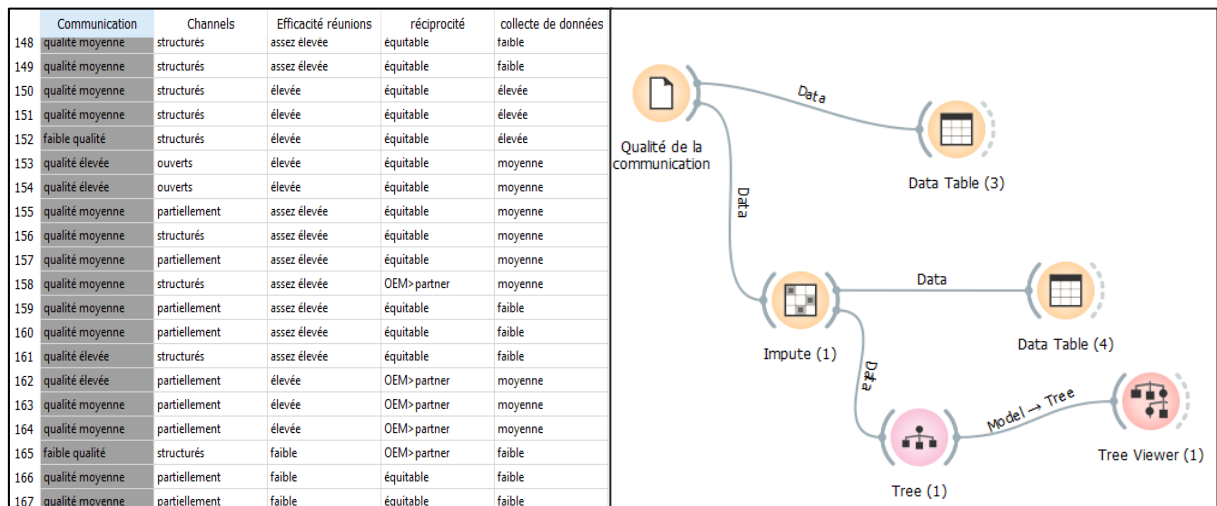 Communication Channels Efficacité réunions réciprocité collecte de données
148 qualité moyenne structurés assez élevée équitable faible
149 qualité moyenne structurés assez élevée équitable faible
150 qualité moyenne structurés élevée équitable élevée
151 qualité moyenne structurés élevée équitable élevée
152 faible qualité structurés élevée équitable élevée
153 qualité élevée ouverts élevée équitable moyenne
154 qualité élevée ouverts élevée équitable moyenne
155 qualité moyenne partiellement assez élevée équitable moyenne
156 qualité moyenne structurés assez élevée équitable moyenne
157 qualité moyenne partiellement assez élevée équitable moyenne
158 qualité moyenne structurés assez élevée OEM>partner moyenne
159 qualité moyenne partiellement assez élevée équitable faible
160 qualité moyenne partiellement assez élevée équitable faible
161 qualité élevée structurés assez élevée équitable faible
162 qualité élevée partiellement élevée OEM>partner moyenne
163 qualité moyenne partiellement élevée OEM>partner moyenne
164 qualité moyenne partiellement élevée OEM>partner moyenne
165 faible qualité structurés faible OEM>partner faible
166 qualité moyenne partiellement faible équitable faible
167 qualité moyenne partiellement faible équitable faible
Data
Qualité de la
communication
Data Table (3)
Data
Data
Impute (1)
Data Table (4)
Data
Model → Tree
Tree Viewer (1)
Tree (1)